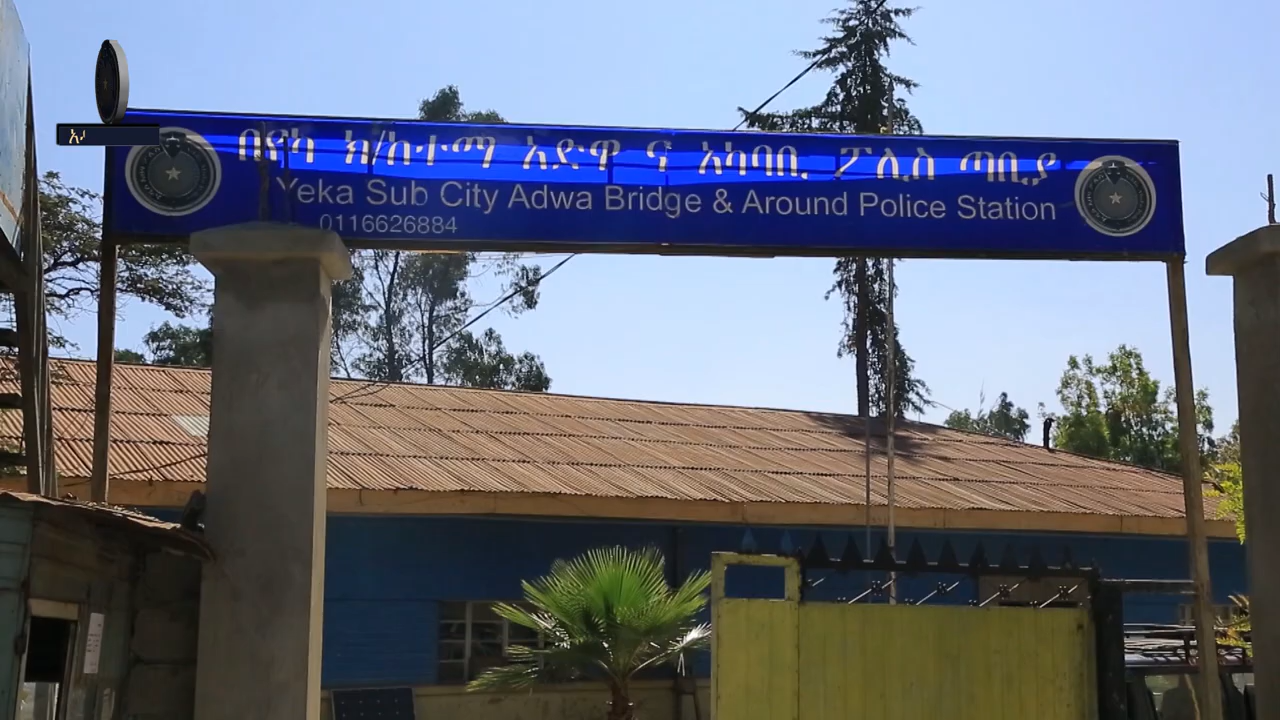 በየካ ክ/ከተማ አድዋ ና አካባቢ ፖሊስ ጣቢያ
Yeka Sub City Adwa Bridge & Around Police Station
0116626884